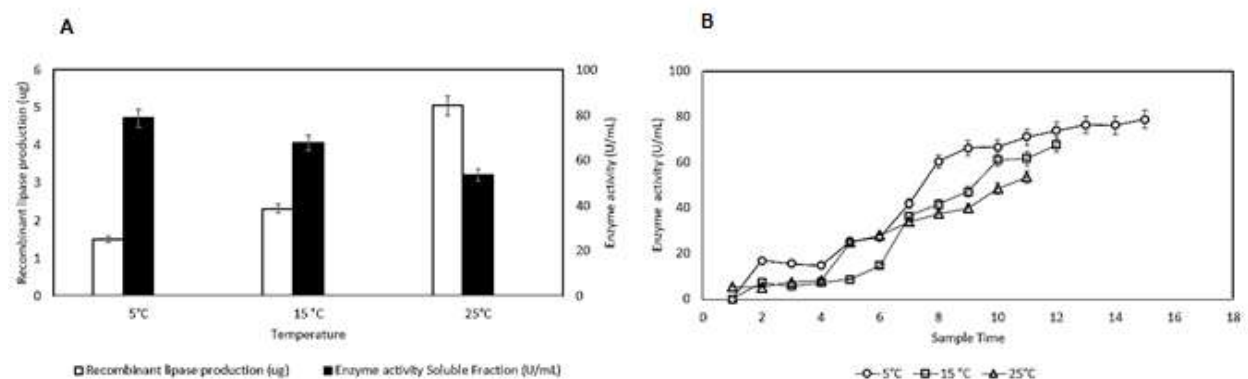 A
Recombinant lipase production (ug)
6
5
4
3
2
1
0
100
80
60
40
20
0
Enzyme activity (U/mL)
5°C
15 °C
25°C
Temperature
Recombinant lipase production (ug)
Enzyme activity Soluble Fraction (U/mL)
B
Enzyme activity (U/mL)
100
80
60
40
20
0
0
2
4
6
8
10
12
14
16
18
Sample Time
5°C
15 °C
25°C